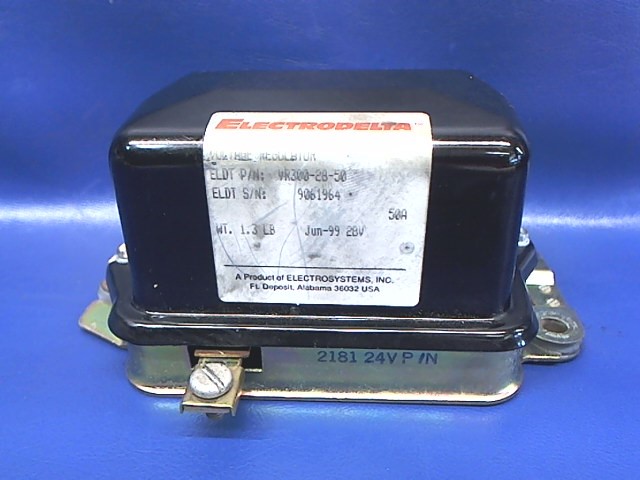 ELECTRODELTA™
VOLTAGE REGULATOR
ELDT P/N: VR300-28-50
ELDT S/N: 9061964
50A
WT. 1.3 LB Jun-99 28V
A Product of ELECTROSYSTEMS, INC.
Ft. Deposit, Alabama 36032 USA
2181 24V P/N